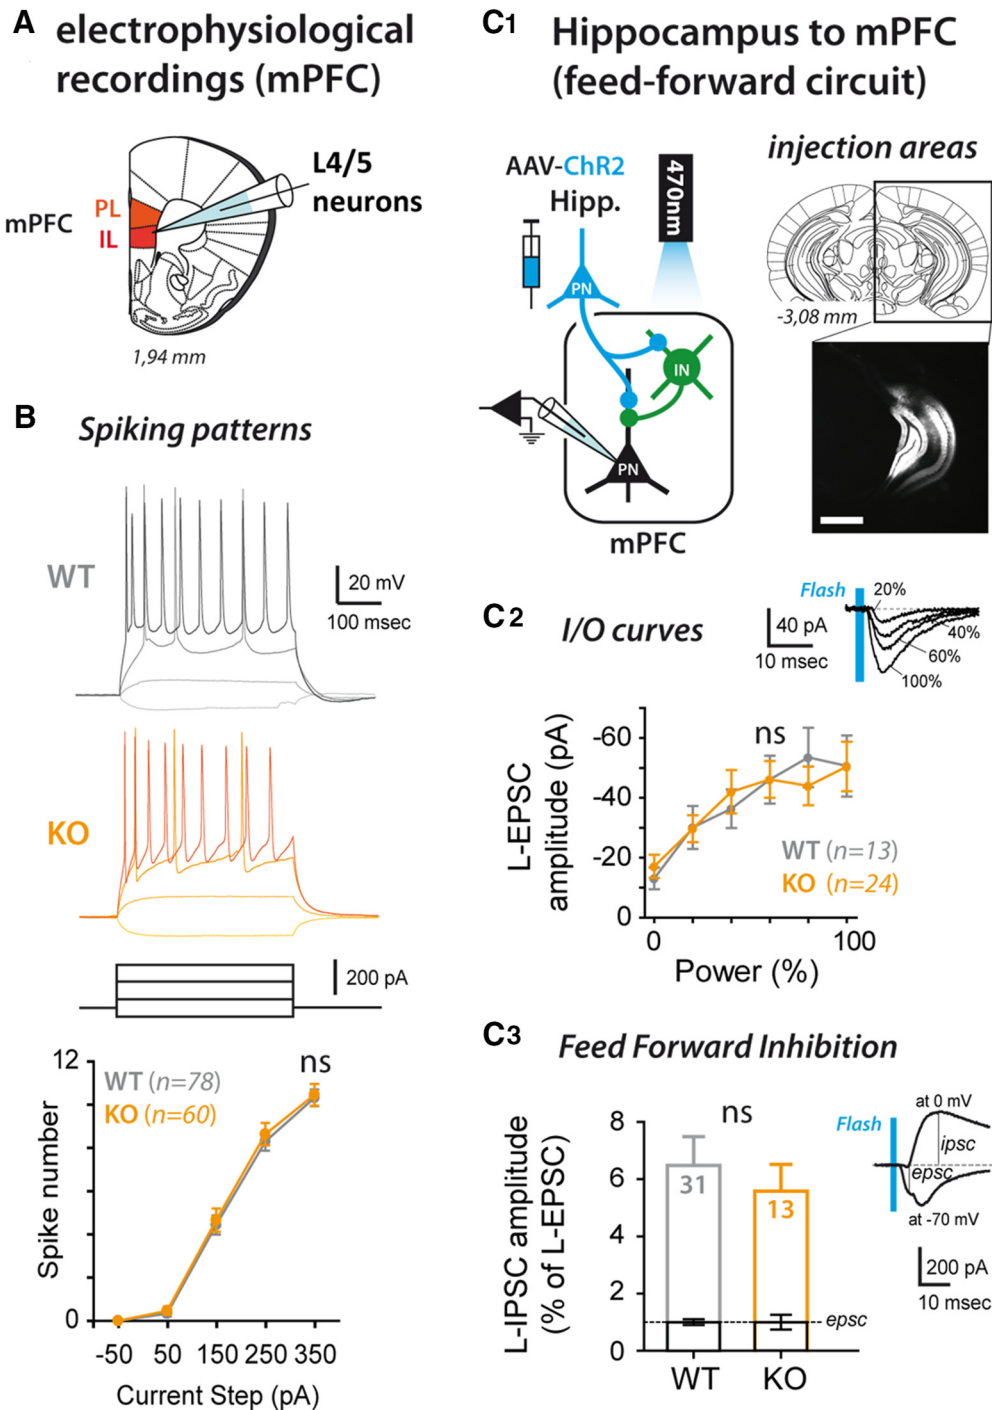 A electrophysiological
recordings (mPFC)
L4/5
neurons
mPFC
PL
IL
1,94 mm
B Spiking patterns
WT
20 mV
100 msec
KO
200 pA
12
WT (n=78)
KO (n=60)
ns
Spike number
0
-50 50 150 250 350
Current Step (pA)
C1 Hippocampus to mPFC
(feed-forward circuit)
AAV-ChR2
Hipp.
470nm
PN
IN
PN
mPFC
injection areas
-3,08 mm
C2 I/O curves
Flash
20%
40%
60%
100%
40 pA
10 msec
ns
L-EPSC
amplitude (pA)
-60
-40
-20
0
WT (n=13)
KO (n=24)
0 100
Power (%)
C3 Feed Forward Inhibition
ns
L-IPSC amplitude
(% of L-EPSC)
8
6
4
2
0
31
13
epsc
WT KO
Flash
at 0 mV
ipsc
epsc
at -70 mV
200 pA
10 msec